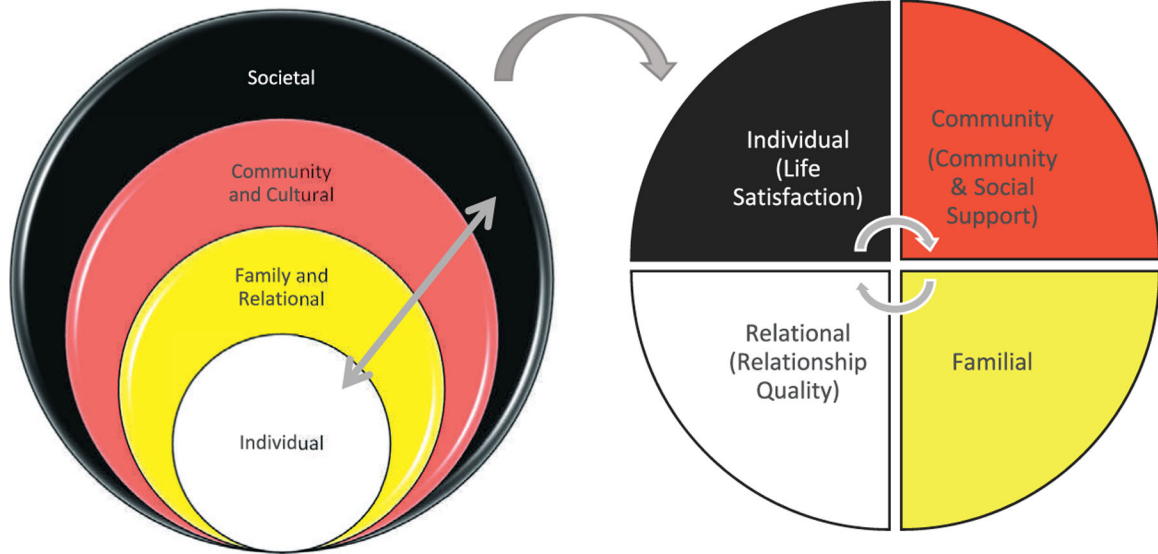 Societal
Community
and Cultural
Family and
Relational
Individual
Individual
(Life
Satisfaction)
Community
(Community
& Social
Support)
Relational
(Relationship
Quality)
Familial